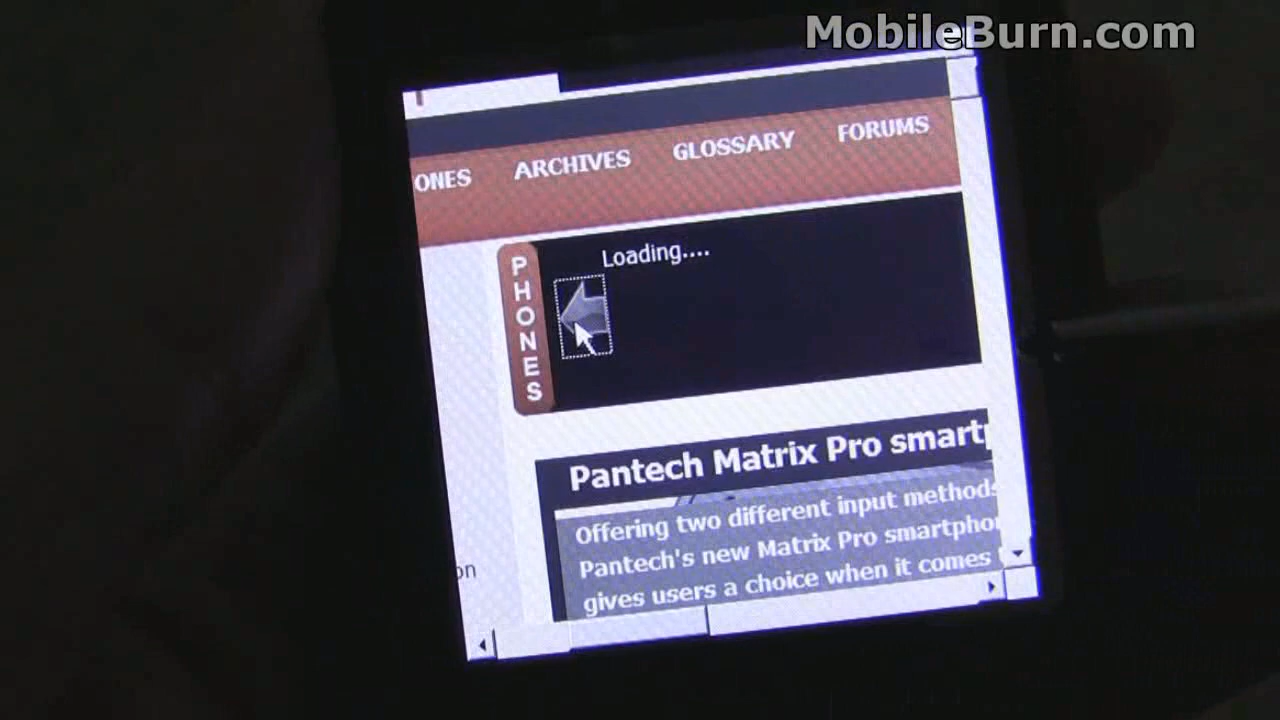 MobileBurn.com
ONES ARCHIVES GLOSSARY FORUMS
PHONES
Loading....
Pantech Matrix Pro smartp
Offering two different input methods
Pantech's new Matrix Pro smartpho
gives users a choice when it comes
on